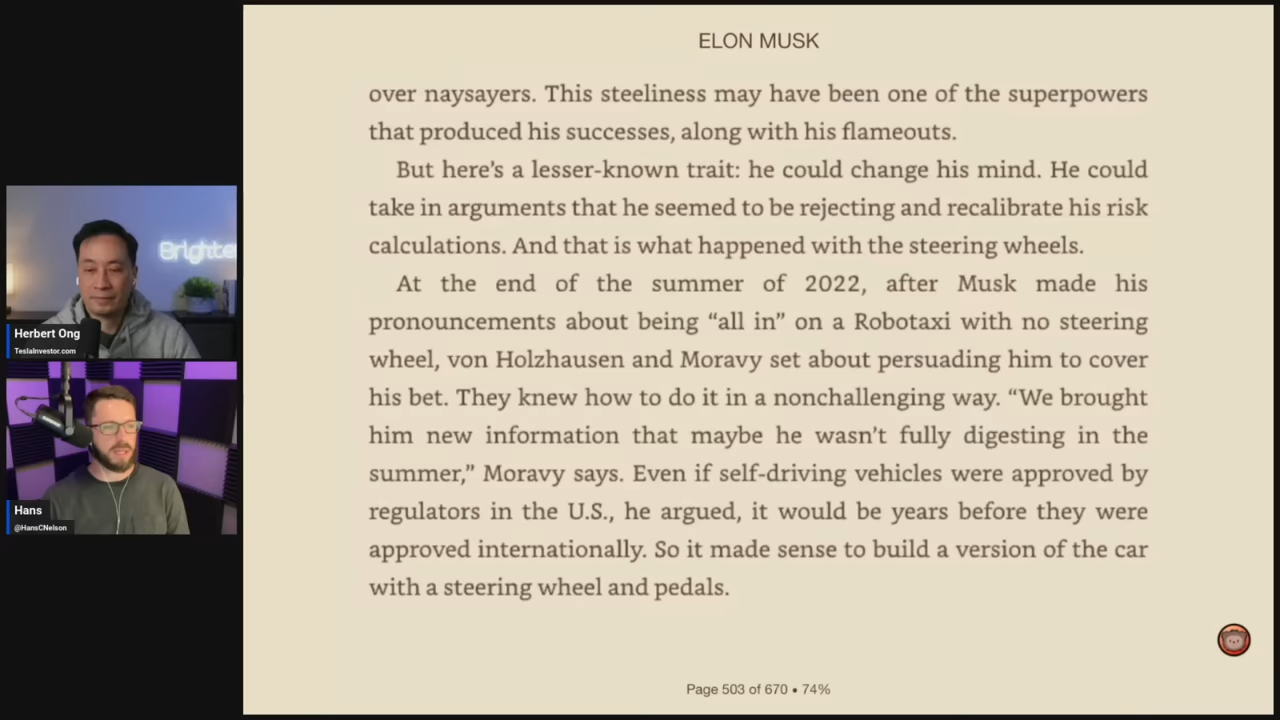 ELON MUSK
over naysayers. This steeliness may have been one of the superpowers
that produced his successes, along with his flameouts.
But here’s a lesser-known trait: he could change his mind. He could
take in arguments that he seemed to be rejecting and recalibrate his risk
calculations. And that is what happened with the steering wheels.
At the end of the summer of 2022, after Musk made his
pronouncements about being “all in” on a Robotaxi with no steering
wheel, von Holzhausen and Moravy set about persuading him to cover
his bet. They knew how to do it in a nonchallenging way. “We brought
him new information that maybe he wasn’t fully digesting in the
summer,” Moravy says. Even if self-driving vehicles were approved by
regulators in the U.S., he argued, it would be years before they were
approved internationally. So it made sense to build a version of the car
with a steering wheel and pedals.
Page 503 of 670 • 74%
Brighte
Herbert Ong
TeslaInvestor.com
Hans
@HansCNelson